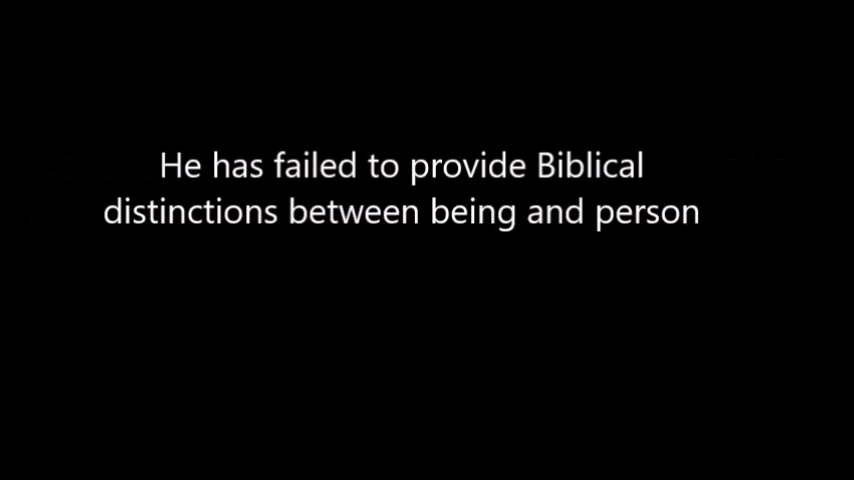 He has failed to provide Biblical
distinctions between being and person